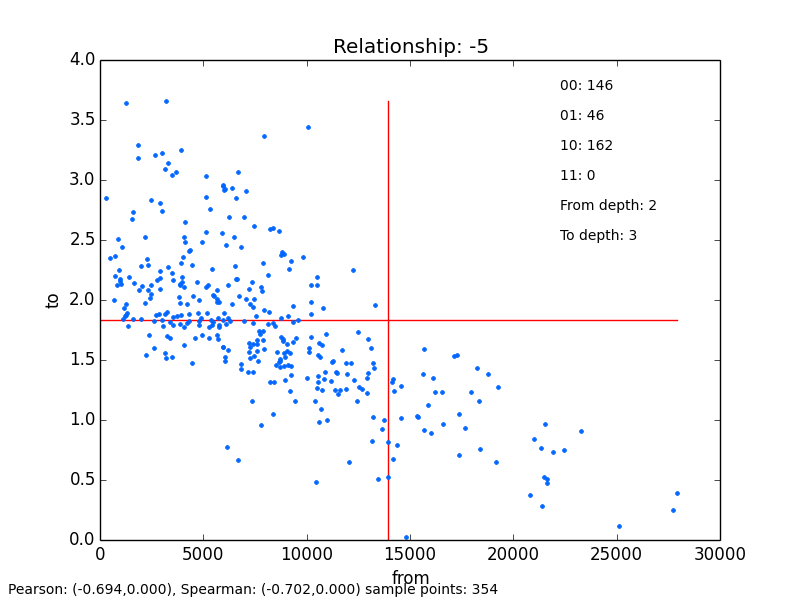 Relationship: -5
4.0
3.5
3.0
2.5
2.0
1.5
1.0
0.5
0.0
to
00: 146
01: 46
10: 162
11: 0
From depth: 2
To depth: 3
0 5000 10000 15000 20000 25000 30000
from
Pearson: (-0.694,0.000), Spearman: (-0.702,0.000) sample points: 354